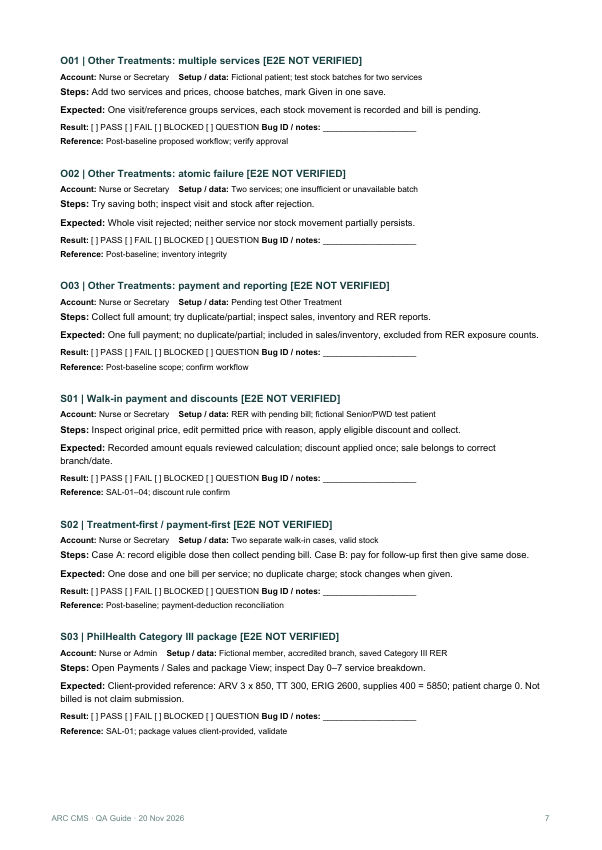 O01 | Other Treatments: multiple services [E2E NOT VERIFIED]
Account: Nurse or Secretary Setup / data: Fictional patient; test stock batches for two services
Steps: Add two services and prices, choose batches, mark Given in one save.
Expected: One visit/reference groups services, each stock movement is recorded and bill is pending.
Result: [ ] PASS [ ] FAIL [ ] BLOCKED [ ] QUESTION Bug ID / notes: ____________________
Reference: Post-baseline proposed workflow; verify approval
O02 | Other Treatments: atomic failure [E2E NOT VERIFIED]
Account: Nurse or Secretary Setup / data: Two services; one insufficient or unavailable batch
Steps: Try saving both; inspect visit and stock after rejection.
Expected: Whole visit rejected; neither service nor stock movement partially persists.
Result: [ ] PASS [ ] FAIL [ ] BLOCKED [ ] QUESTION Bug ID / notes: ____________________
Reference: Post-baseline; inventory integrity
O03 | Other Treatments: payment and reporting [E2E NOT VERIFIED]
Account: Nurse or Secretary Setup / data: Pending test Other Treatment
Steps: Collect full amount; try duplicate/partial; inspect sales, inventory and RER reports.
Expected: One full payment; no duplicate/partial; included in sales/inventory, excluded from RER exposure counts.
Result: [ ] PASS [ ] FAIL [ ] BLOCKED [ ] QUESTION Bug ID / notes: ____________________
Reference: Post-baseline scope; confirm workflow
S01 | Walk-in payment and discounts [E2E NOT VERIFIED]
Account: Nurse or Secretary Setup / data: RER with pending bill; fictional Senior/PWD test patient
Steps: Inspect original price, edit permitted price with reason, apply eligible discount and collect.
Expected: Recorded amount equals reviewed calculation; discount applied once; sale belongs to correct
branch/date.
Result: [ ] PASS [ ] FAIL [ ] BLOCKED [ ] QUESTION Bug ID / notes: ____________________
Reference: SAL-01–04; discount rule confirm
S02 | Treatment-first / payment-first [E2E NOT VERIFIED]
Account: Nurse or Secretary Setup / data: Two separate walk-in cases, valid stock
Steps: Case A: record eligible dose then collect pending bill. Case B: pay for follow-up first then give same dose.
Expected: One dose and one bill per service; no duplicate charge; stock changes when given.
Result: [ ] PASS [ ] FAIL [ ] BLOCKED [ ] QUESTION Bug ID / notes: ____________________
Reference: Post-baseline; payment-deduction reconciliation
S03 | PhilHealth Category III package [E2E NOT VERIFIED]
Account: Nurse or Admin Setup / data: Fictional member, accredited branch, saved Category III RER
Steps: Open Payments / Sales and package View; inspect Day 0–7 service breakdown.
Expected: Client-provided reference: ARV 3 x 850, TT 300, ERIG 2600, supplies 400 = 5850; patient charge 0. Not
billed is not claim submission.
Result: [ ] PASS [ ] FAIL [ ] BLOCKED [ ] QUESTION Bug ID / notes: ____________________
Reference: SAL-01; package values client-provided, validate
ARC CMS · QA Guide · 20 Nov 2026 7